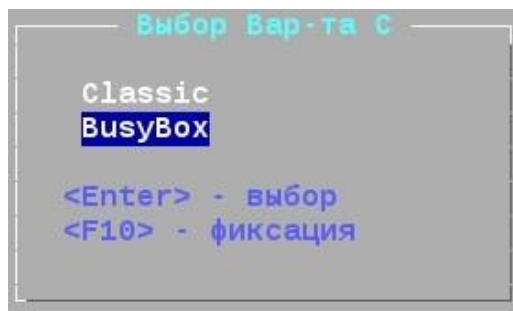 Выбор Вар-та С
Classic
BusyBox
<Enter> - выбор
<F10> - фиксация